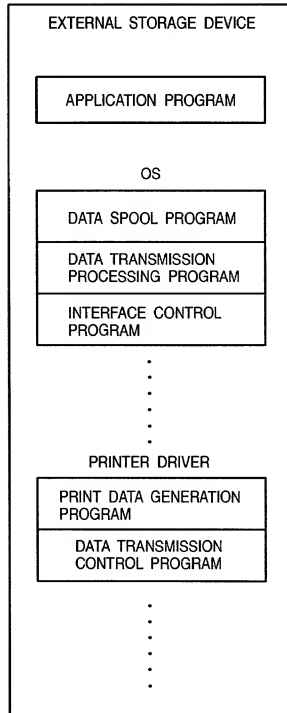 EXTERNAL STORAGE DEVICE
APPLICATION PROGRAM
OS
DATA SPOOL PROGRAM
DATA TRANSMISSION
PROCESSING PROGRAM
INTERFACE CONTROL
PROGRAM
PRINTER DRIVER
PRINT DATA GENERATION
PROGRAM
DATA TRANSMISSION
CONTROL PROGRAM